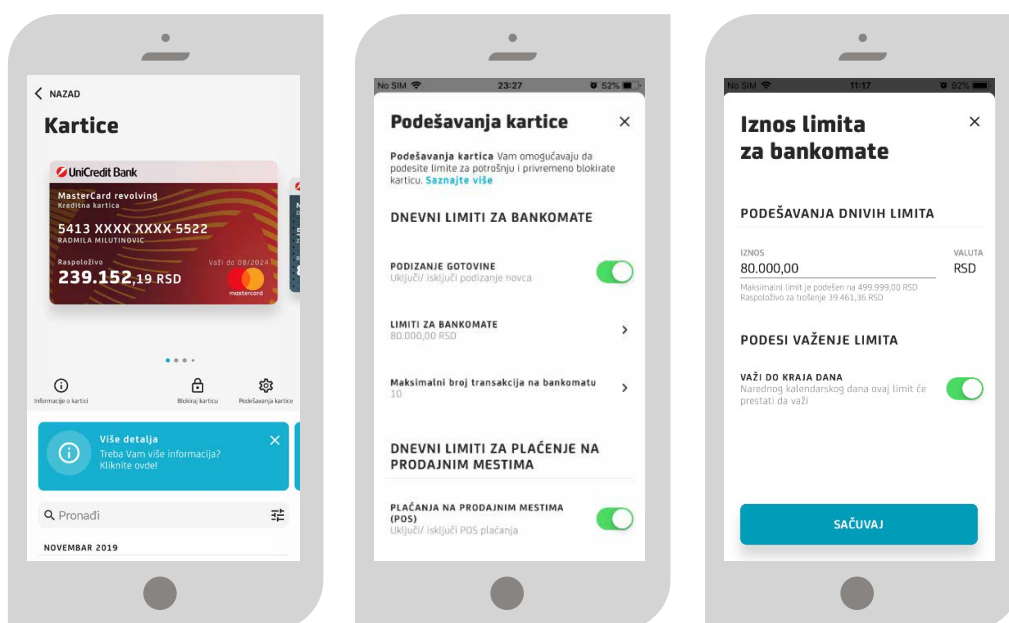 NAZAD
Kartice
UniCredit Bank
MasterCard revolving
Kreditna kartica
5413 XXXX XXXX 5522
RADMILA MILUTINOVIC
Raspoloživo
Važi do 08/2024
239.152,19 RSD
mastercard
Informacije o kartici
Blokiraj karticu
Podešavanja kartice
Više detalja
Treba Vam više informacija?
Kliknite ovde!
Pronađi
NOVEMBAR 2019
No SIM 23:27 52%
Podešavanja kartice
Podešavanja kartica Vam omogućavaju da
podesite limite za potrošnju i privremeno blokirate
karticu. Saznajte više
DNEVNI LIMITI ZA BANKOMATE
PODIZANJE GOTOVINE
Uključi/ isključi podizanje novca
LIMITI ZA BANKOMATE
80.000,00 RSD
Maksimalni broj transakcija na bankomatu
10
DNEVNI LIMITI ZA PLAĆENJE NA
PRODAJNIM MESTIMA
PLAĆANJA NA PRODAJNIM MESTIMA
(POS)
Uključi/ isključi POS plaćanja
No SIM 11:17 92%
Iznos limita
za bankomate
PODEŠAVANJA DNIVIH LIMITA
IZNOS
VALUTA
80.000,00
RSD
Maksimalni limit je podešen na 499.999,00 RSD
Raspoloživo za trošenje 39.461,36 RSD
PODESI VAŽENJE LIMITA
VAŽI DO KRAJA DANA
Narednog kalendarskog dana ovaj limit će
prestati da važi
SAČUVAJ